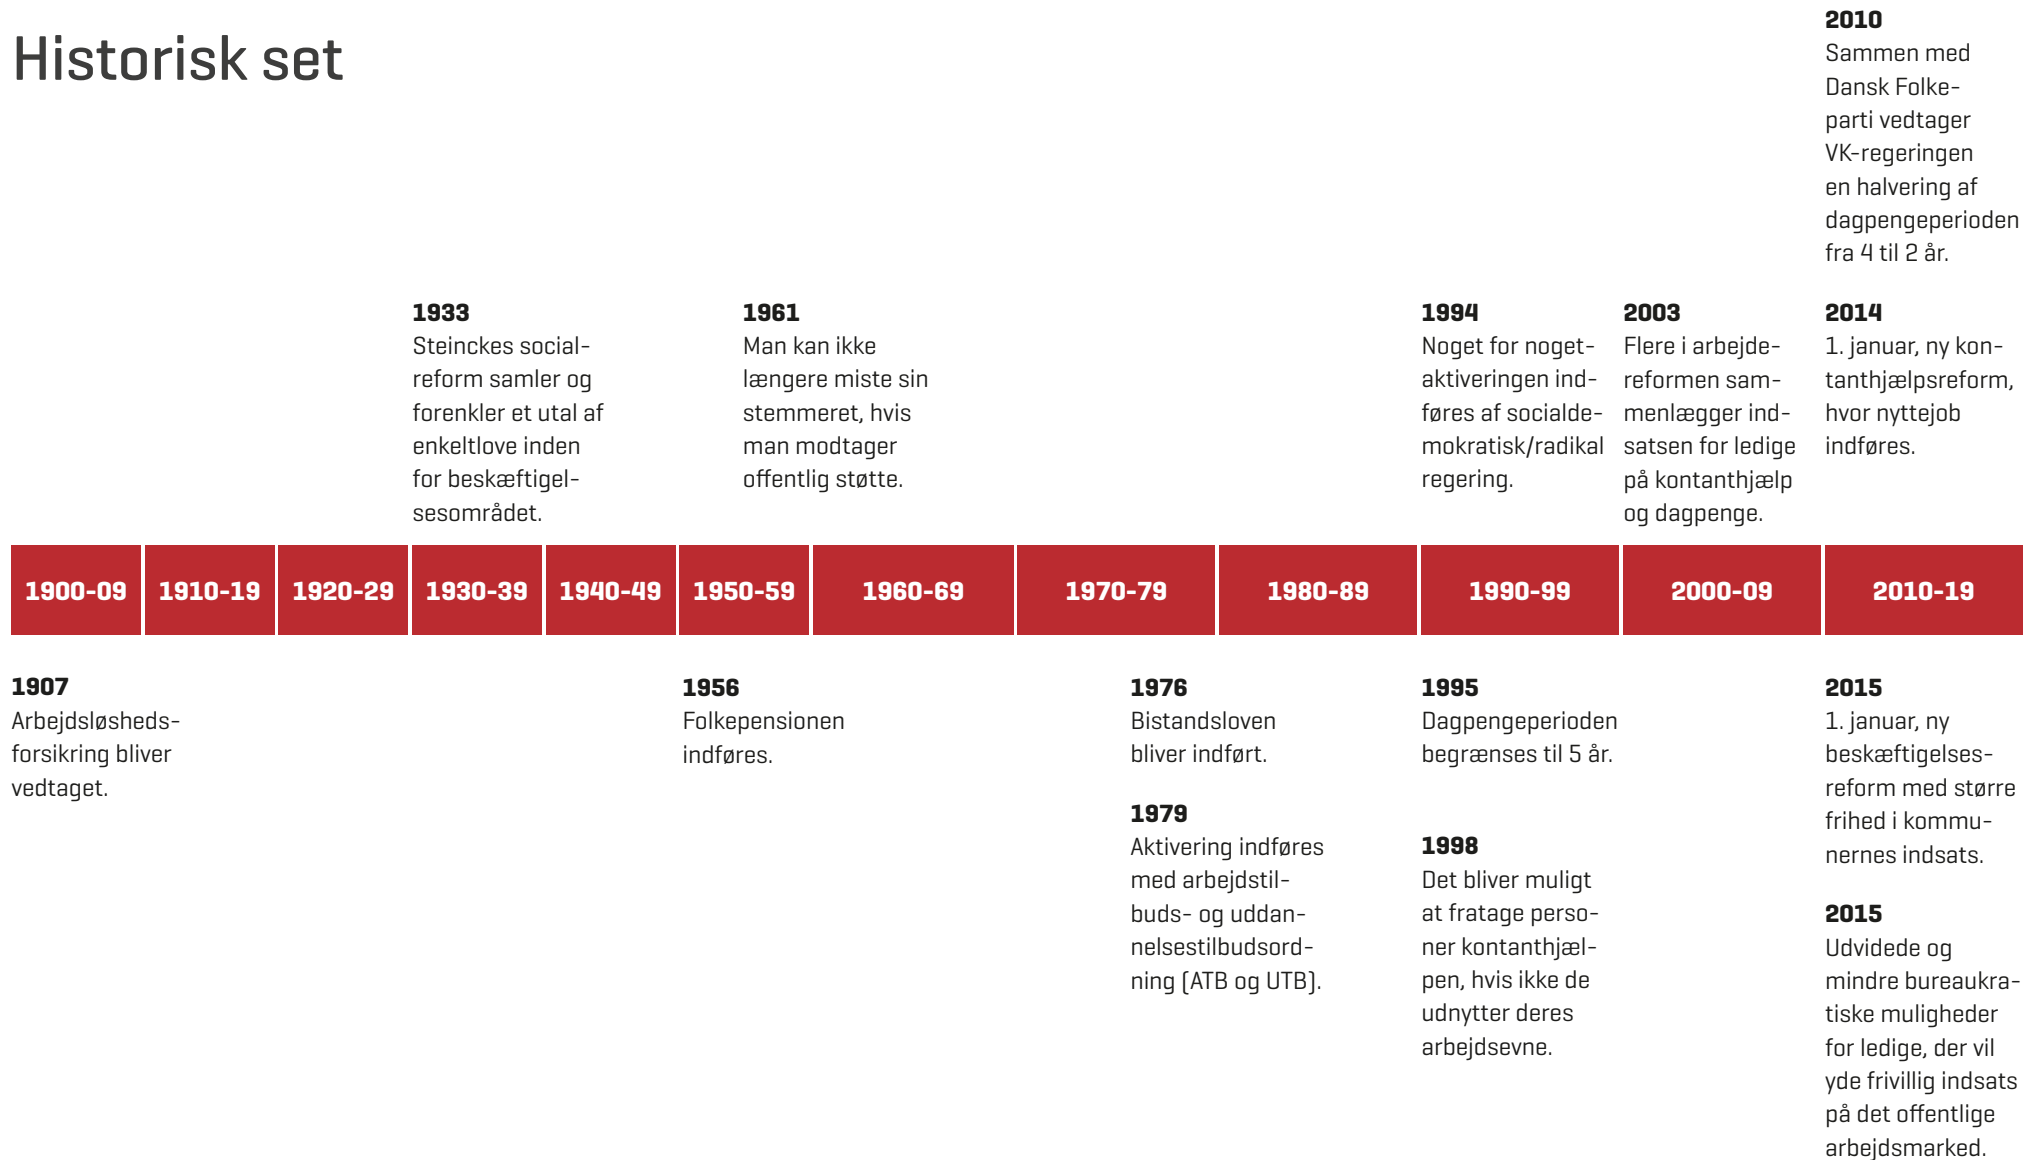 Historisk set
1933
Steinckes social-
reform samler og
forenkler et utal af
enkeltlove inden
for beskæftigel-
sesområdet.
1961
Man kan ikke
længere miste sin
stemmeret, hvis
man modtager
offentlig støtte.
1994
Noget for noget-
aktiveringen ind-
føres af socialde-
mokratisk/radikal
regering.
2003
Flere i arbejde-
reformen sam-
menlægger ind-
satsen for ledige
på kontanthjælp
og dagpenge.
2010
Sammen med
Dansk Folke-
parti vedtager
VK-regeringen
en halvering af
dagpengeperioden
fra 4 til 2 år.
2014
1. januar, ny kon-
tanthjælpsreform,
hvor nyttejob
indføres.
1900-09
1910-19
1920-29
1930-39
1940-49
1950-59
1960-69
1970-79
1980-89
1990-99
2000-09
2010-19
1907
Arbejdsløsheds-
forsikring bliver
vedtaget.
1956
Folkepensionen
indføres.
1976
Bistandsloven
bliver indført.
1979
Aktivering indføres
med arbejdstil-
buds- og uddan-
nelsestilbudsord-
ning (ATB og UTB).
1995
Dagpengeperioden
begrænses til 5 år.
1998
Det bliver muligt
at fratage perso-
ner kontanthjæl-
pen, hvis ikke de
udnytter deres
arbejdsevne.
2015
1. januar, ny
beskæftigelses-
reform med større
frihed i kommu-
nernes indsats.
2015
Udvidede og
mindre bureaukra-
tiske muligheder
for ledige, der vil
yde frivillig indsats
på det offentlige
arbejdsmarked.